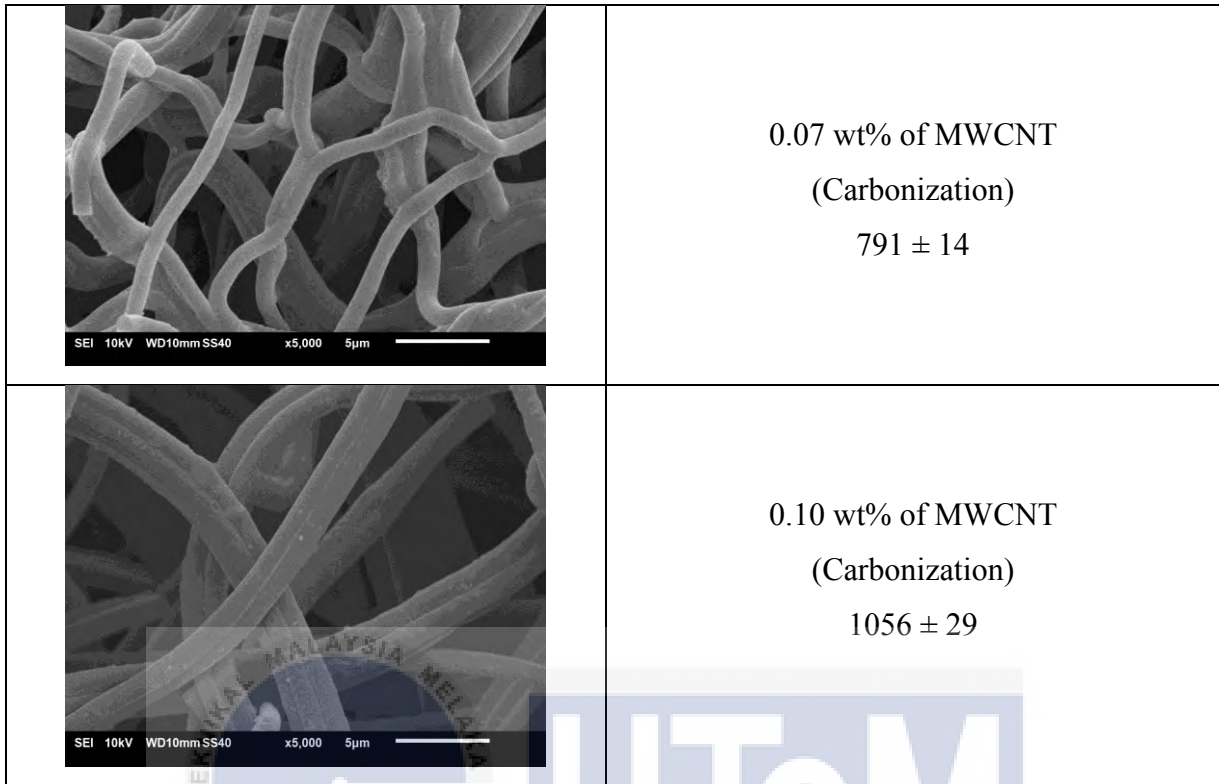 0.07 wt% of MWCNT
(Carbonization)
791 ± 14
SEI 10kV WD10mm SS40 x5,000 5µm
0.10 wt% of MWCNT
(Carbonization)
1056 ± 29
MALAYSIA MELAKA
UTeM
SEI 10kV WD10mm SS40 x5,000 5µm